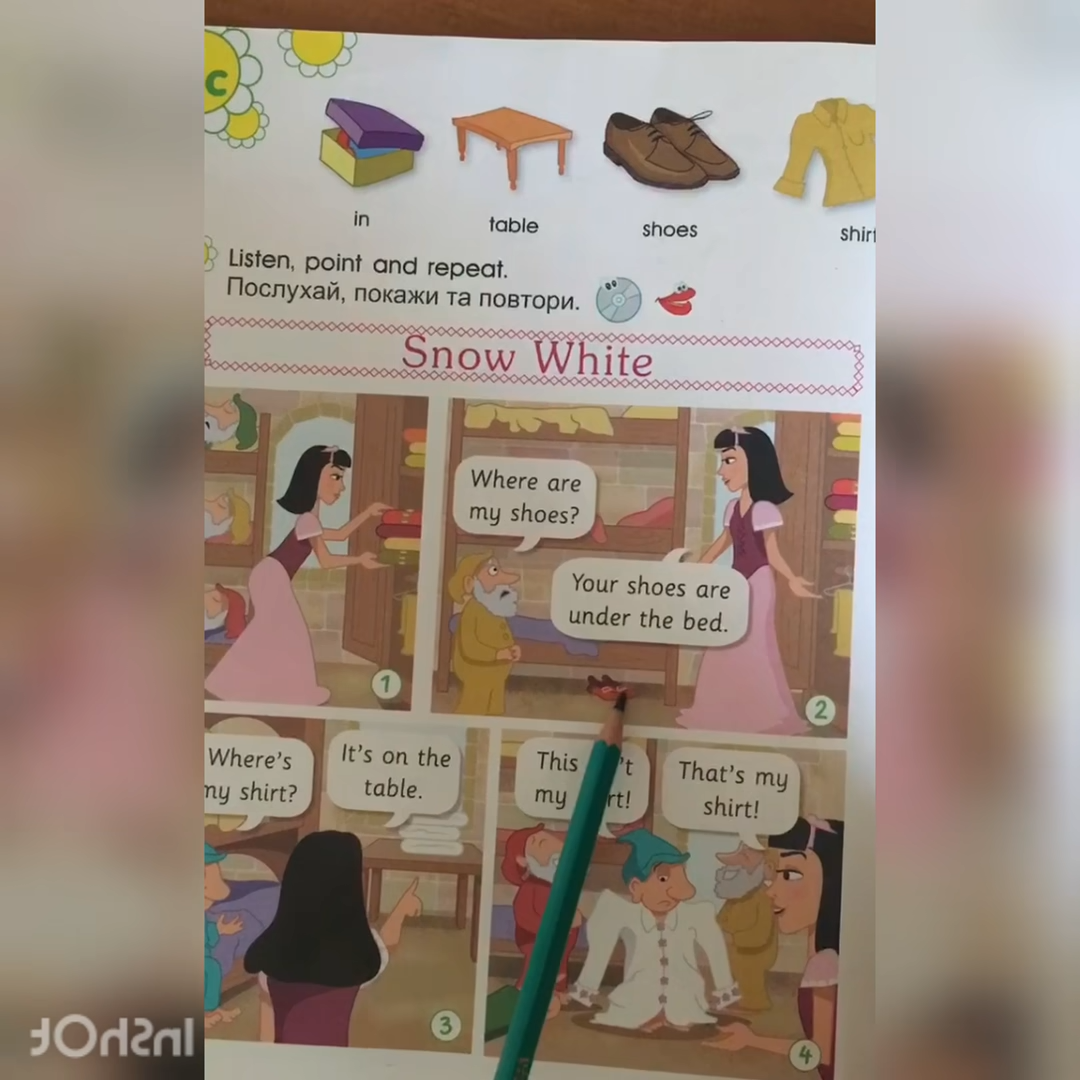 c
in
table
shoes
shirt
Listen, point and repeat.
Послухай, покажи та повтори.
Snow White
Where are
my shoes?
Your shoes are
under the bed.
1
2
Where's
my shirt?
It's on the
table.
This
my
That's my
shirt!
3
4
InShOt